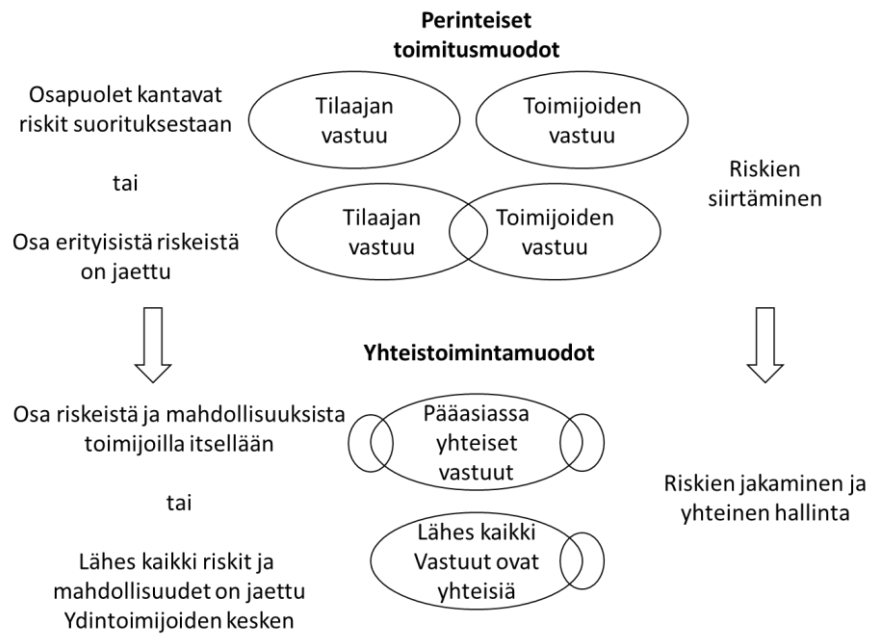 Perinteiset
toimitusmuodot
Osapuolet kantavat
riskit suorituksestaan
tai
Osa erityisistä riskeistä
on jaettu
Tilaajan
vastuu
Toimijoiden
vastuu
Tilaajan
vastuu
Toimijoiden
vastuu
Riskien
siirtäminen
Yhteistoimintamuodot
Osa riskeistä ja mahdollisuuksista
toimijoilla itsellään
tai
Lähes kaikki riskit ja
mahdollisuudet on jaettu
Ydintoimijoiden kesken
Pääasiassa
yhteiset
vastuut
Lähes kaikki
Vastuut ovat
yhteisiä
Riskien jakaminen ja
yhteinen hallinta